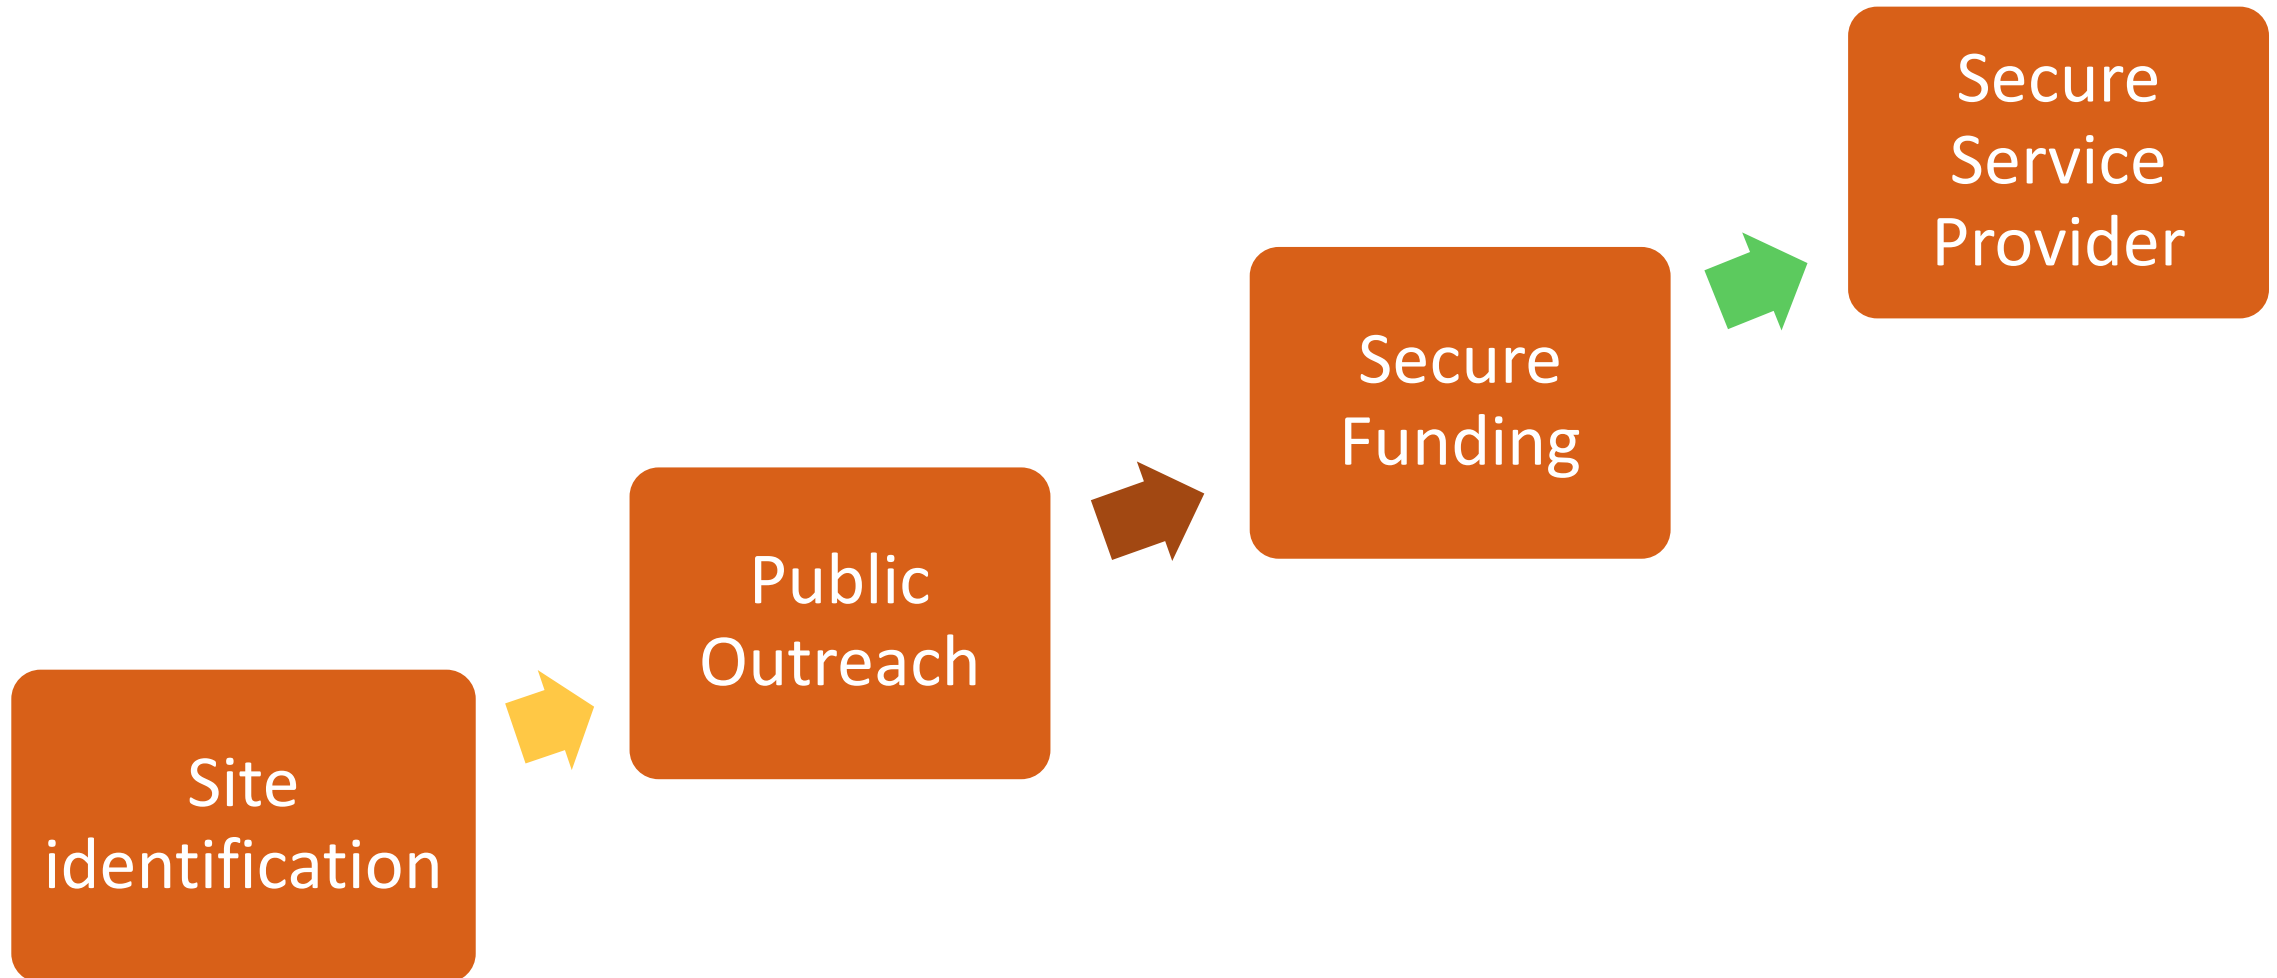 Site
identification
Public
Outreach
Secure
Funding
Secure
Service
Provider